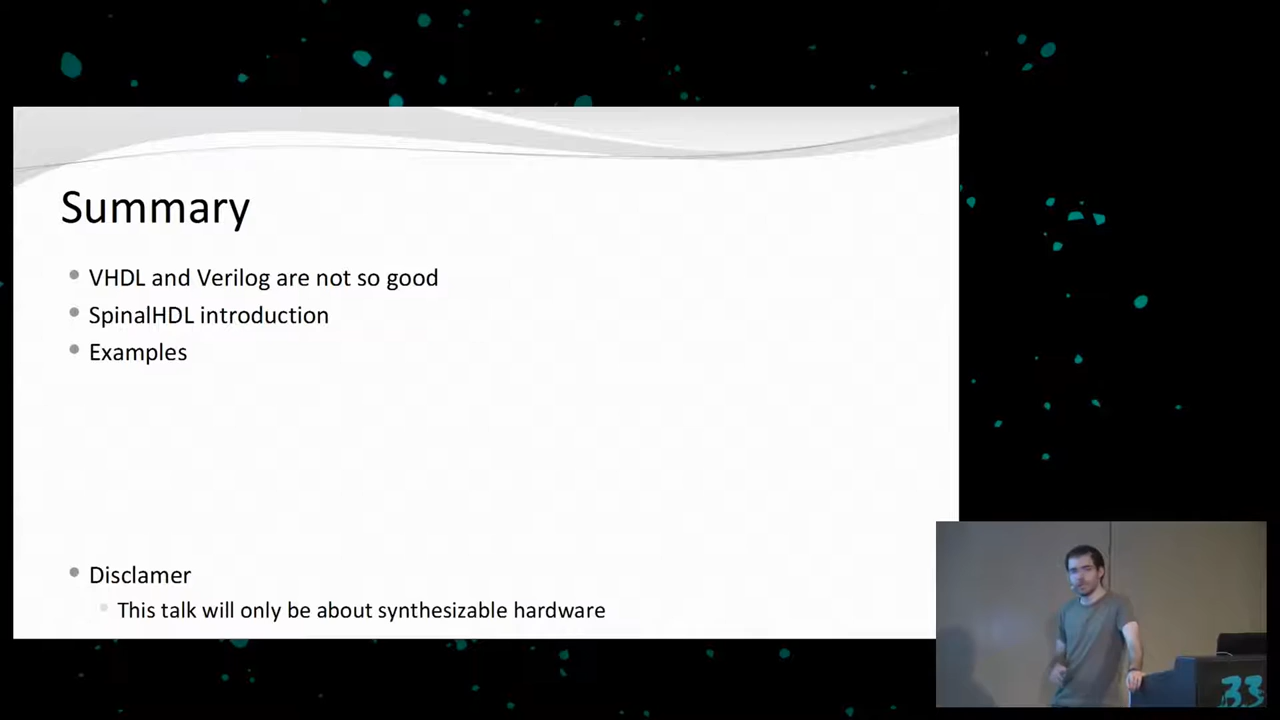 Summary
VHDL and Verilog are not so good
SpinalHDL introduction
Examples
Disclamer
This talk will only be about synthesizable hardware
33